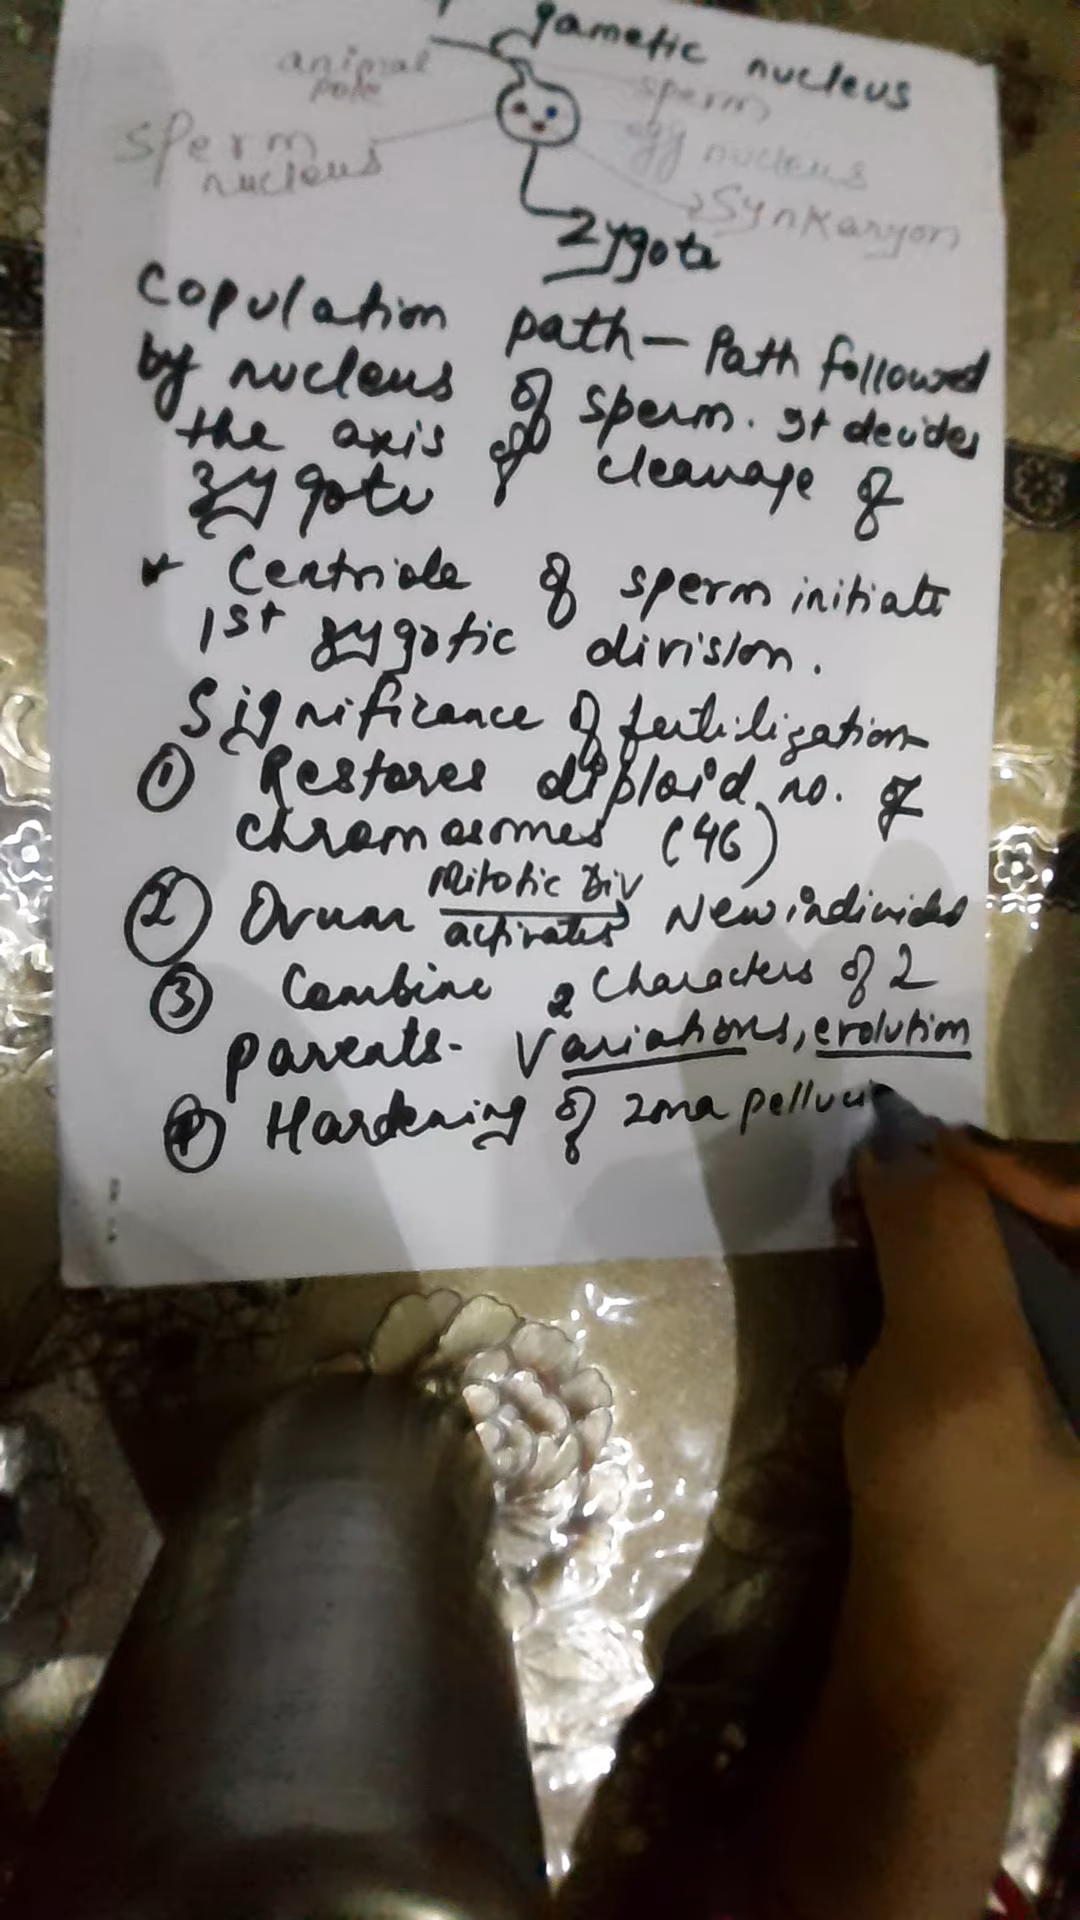 gametic nucleus
animal
pole
sperm
egg nucleus
Sperm
nucleus
Synkaryon
Zygote
Copulation path – Path followed
by nucleus of sperm. It decides
the axis of cleavage of
zygote
* Centriole of sperm initiate
1st zygotic division.
Significance of fertilization
① Restores diploid no. of
chromosomes (46)
② Ovum Mitotic Div activates New individual
③ Combine 2 Characters of 2
parents. Variations, evolution
④ Hardening of zona pelluci